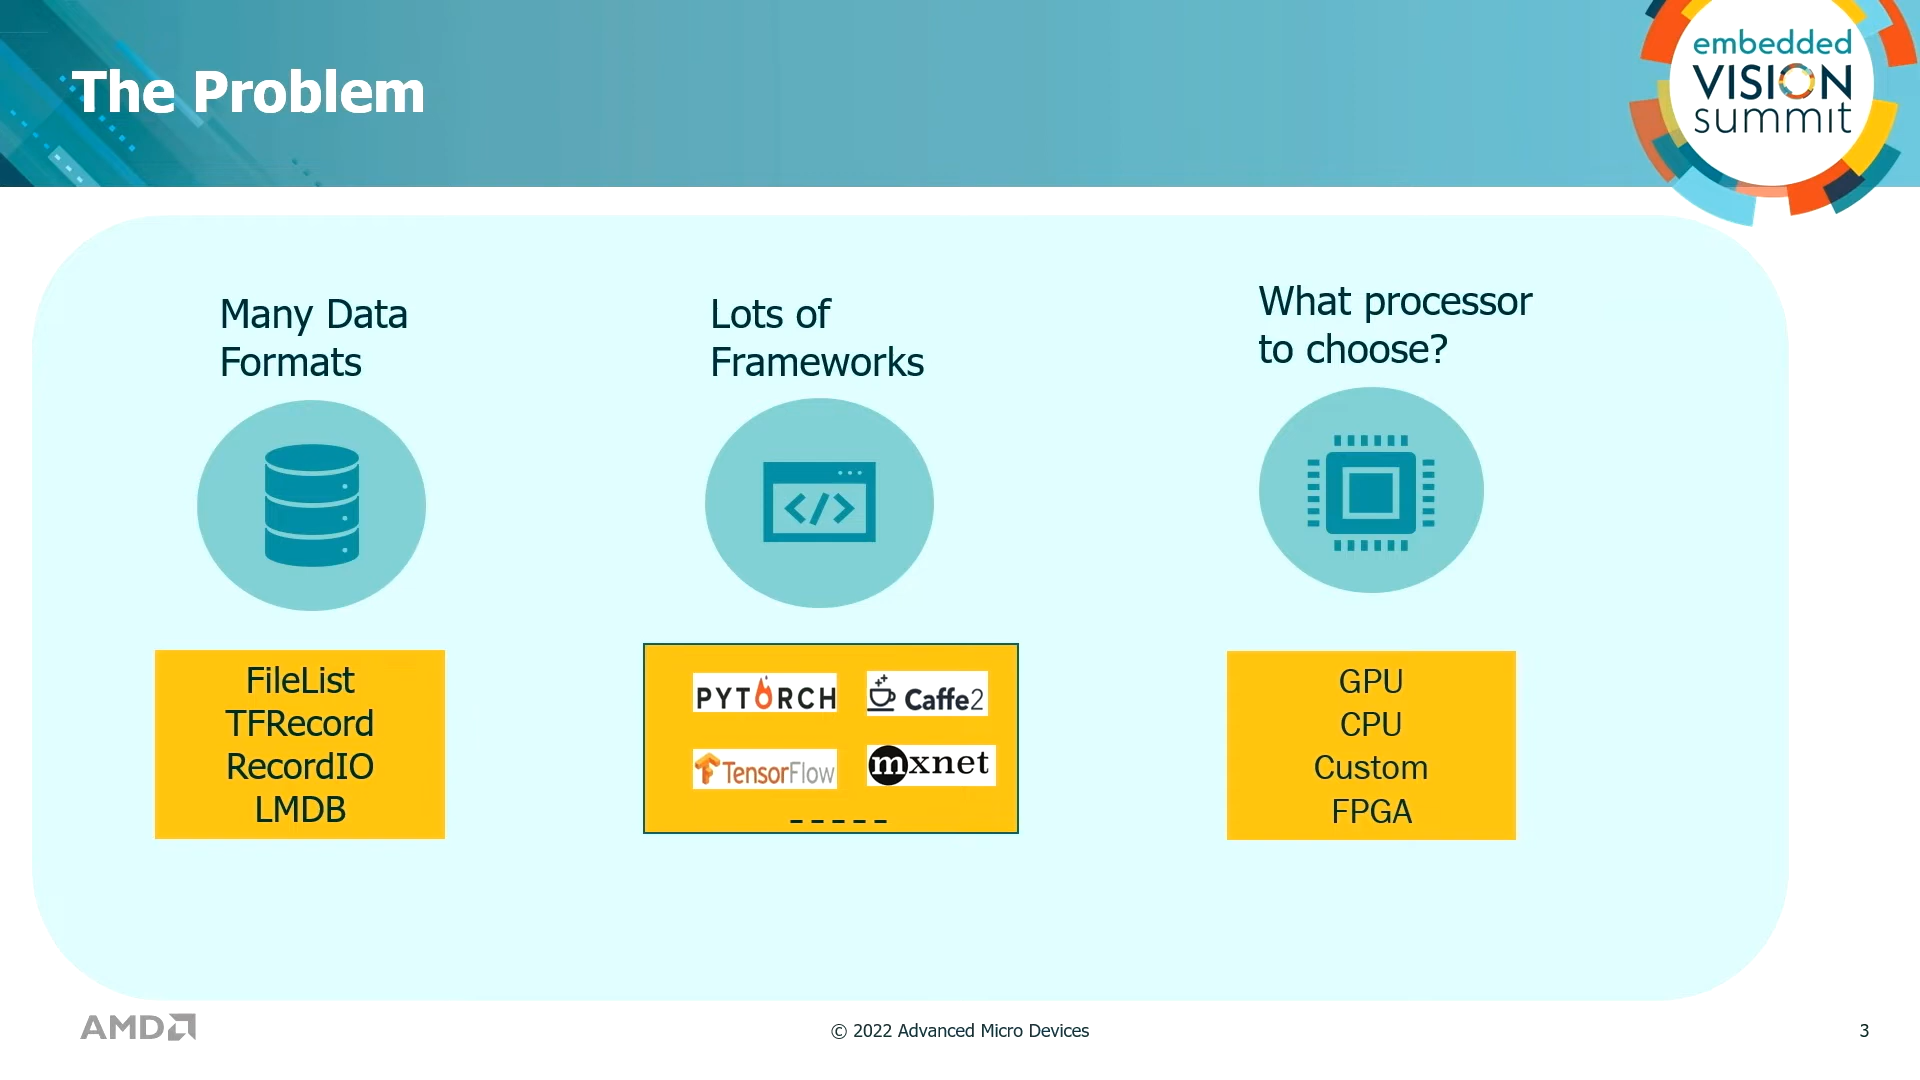 The Problem
embedded
VISION
summit
Many Data
Formats
Lots of
Frameworks
What processor
to choose?
</>
FileList
TFRecord
RecordIO
LMDB
PYTORCH
Caffe2
TensorFlow
mxnet
- - - - -
GPU
CPU
Custom
FPGA
AMD
© 2022 Advanced Micro Devices
3